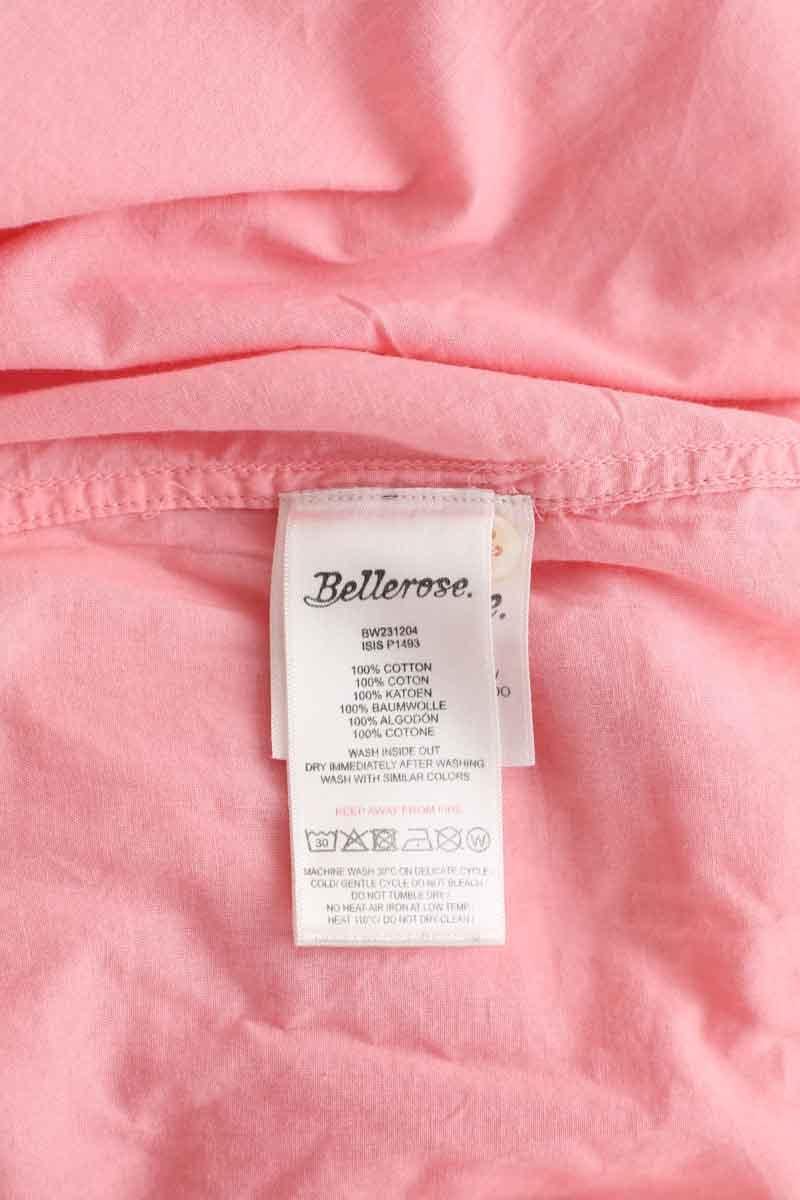 Bellerose.
BW231204
ISIS P1493
100% COTTON
100% COTON
100% KATOEN
100% BAUMWOLLE
100% ALGODÓN
100% COTONE
WASH INSIDE OUT
DRY IMMEDIATELY AFTER WASHING
WASH WITH SIMILAR COLORS
KEEP AWAY FROM FIRE
30 W
MACHINE WASH 30°C ON DELICATE CYCLE /
COLD/ GENTLE CYCLE DO NOT BLEACH /
DO NOT TUMBLE DRY /
NO HEAT-AIR IRON AT LOW TEMP /
HEAT 110°C/ DO NOT DRY-CLEAN /